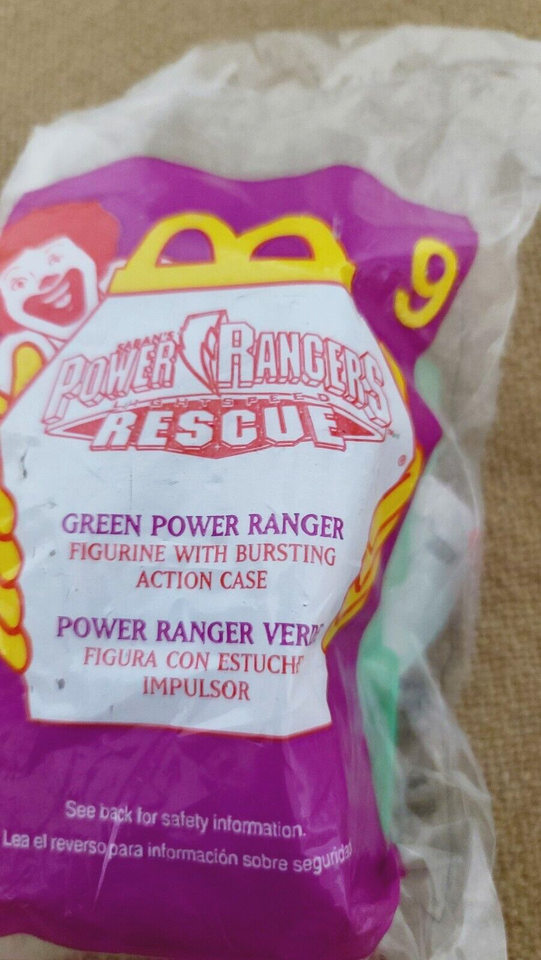 9
SABAN'S
POWER RANGERS
LIGHTSPEED
RESCUE
GREEN POWER RANGER
FIGURINE WITH BURSTING
ACTION CASE
POWER RANGER VERD
FIGURA CON ESTUCHE
IMPULSOR
See back for safety information.
Lea el reverso para información sobre seguridad